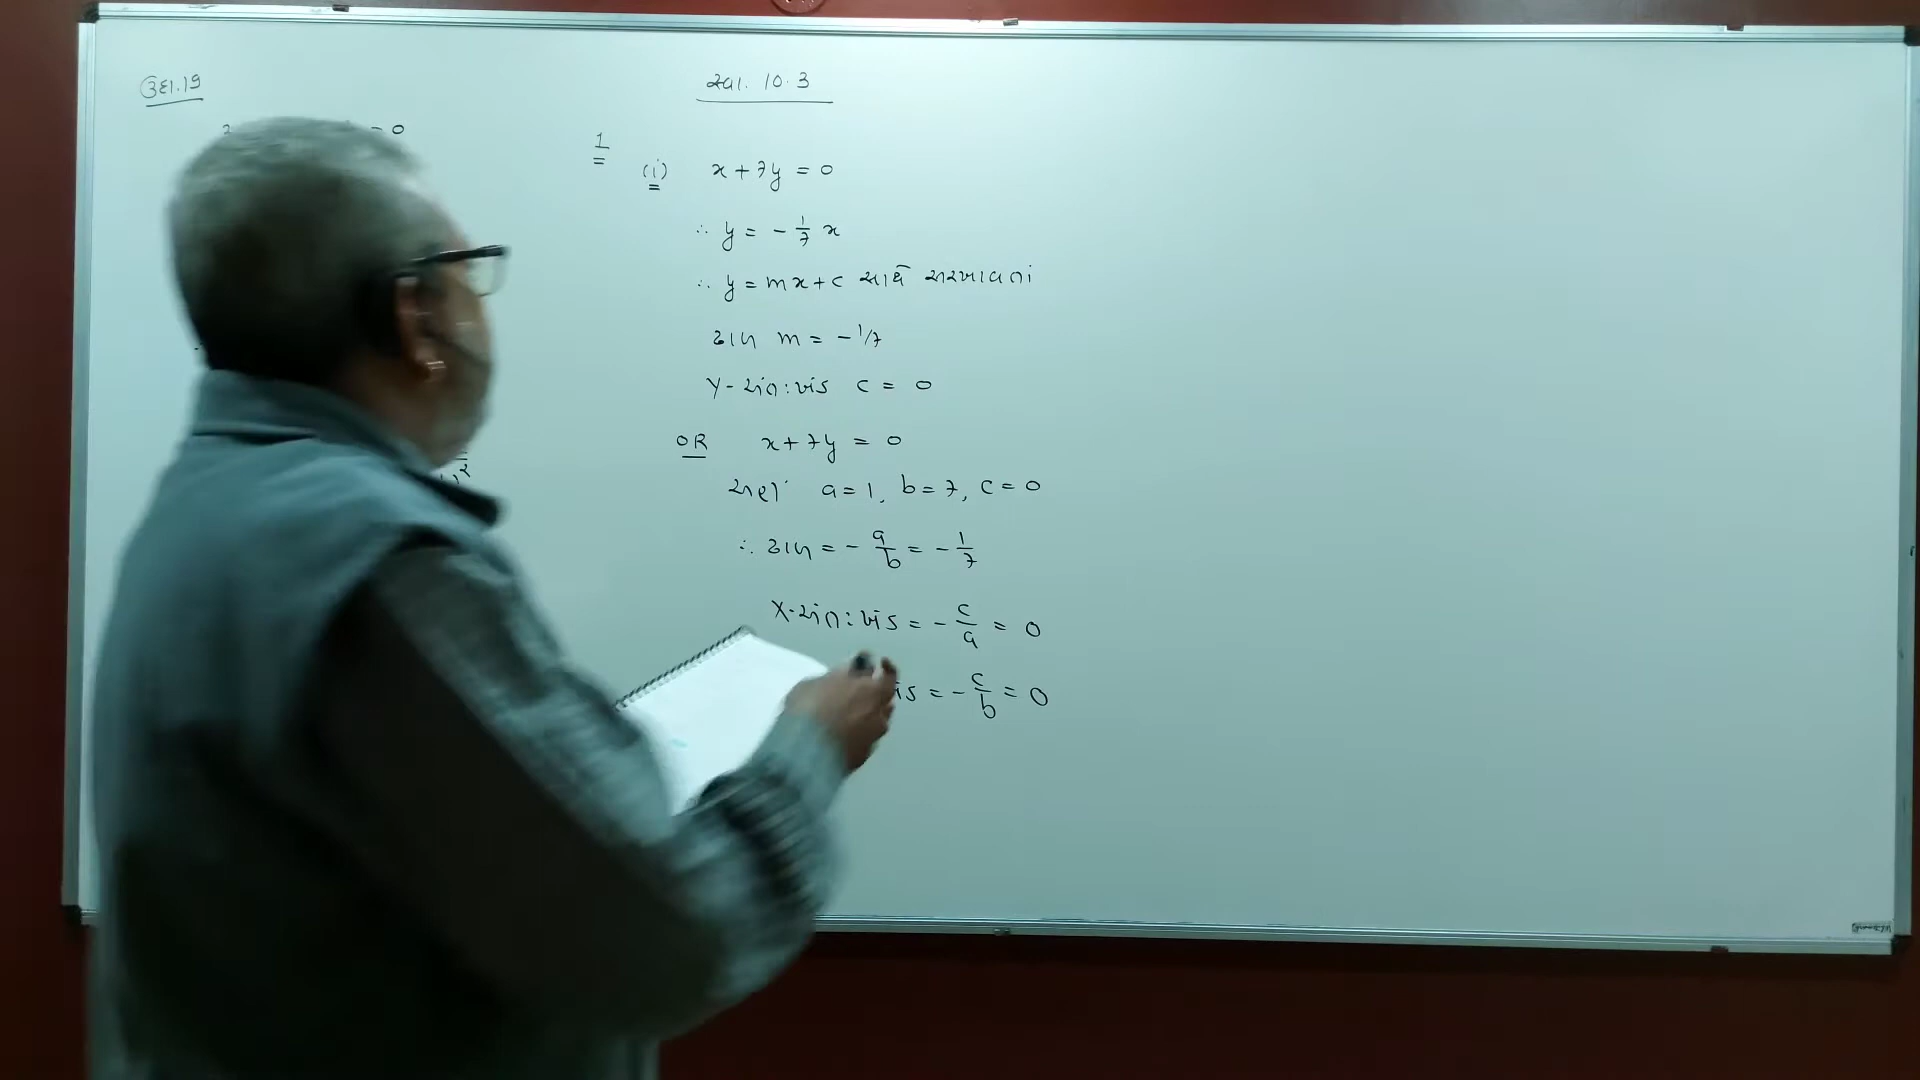 ઉદા.19
= 0
સ્વા. 10.3
1
(i) x + 7y = 0
∴ y = - 1/7 x
∴ y = mx + c સાથે સરખાવતાં
ઢાળ m = - 1/7
Y- અંત:ખંડ c = 0
OR x + 7y = 0
અહીં a = 1, b = 7, c = 0
∴ ઢાળ = - a/b = - 1/7
X- અંત:ખંડ = - c/a = 0
= - c/b = 0